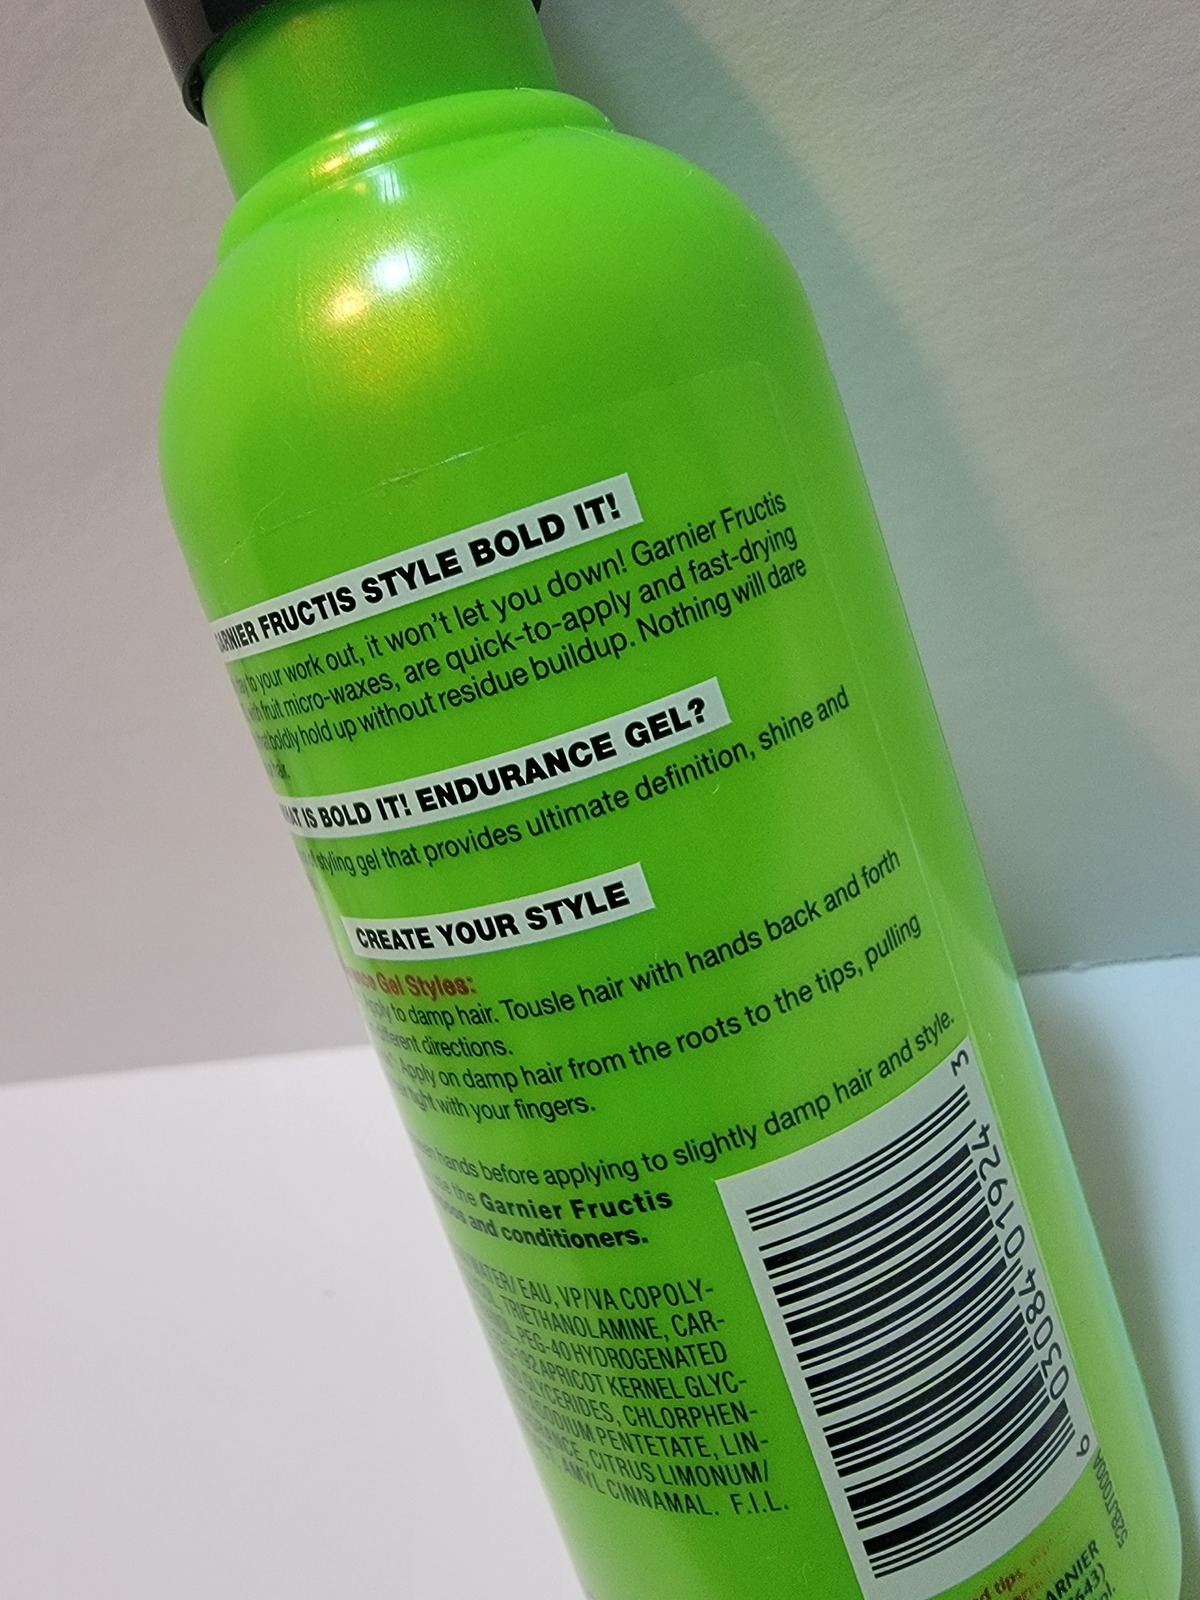 GARNIER FRUCTIS STYLE BOLD IT!
to your work out, it won't let you down! Garnier Fructis
fruit micro-waxes, are quick-to-apply and fast-drying
boldly hold up without residue buildup. Nothing will dare
hair.
IS BOLD IT! ENDURANCE GEL?
styling gel that provides ultimate definition, shine and
CREATE YOUR STYLE
Gel Styles:
to damp hair. Tousle hair with hands back and forth
directions.
Apply on damp hair from the roots to the tips, pulling
with your fingers.
hands before applying to slightly damp hair and style.
the Garnier Fructis
and conditioners.
WATER/EAU, VP/VA COPOLY-
TRIETHANOLAMINE, CAR-
PEG-40 HYDROGENATED
APRICOT KERNEL GLYC-
GLYCERIDES, CHLORPHEN-
PENTETATE, LIN-
CITRUS LIMONUM/
AMYL CINNAMAL. F.I.L.
6 03084 01924 3
tips,
GARNIER